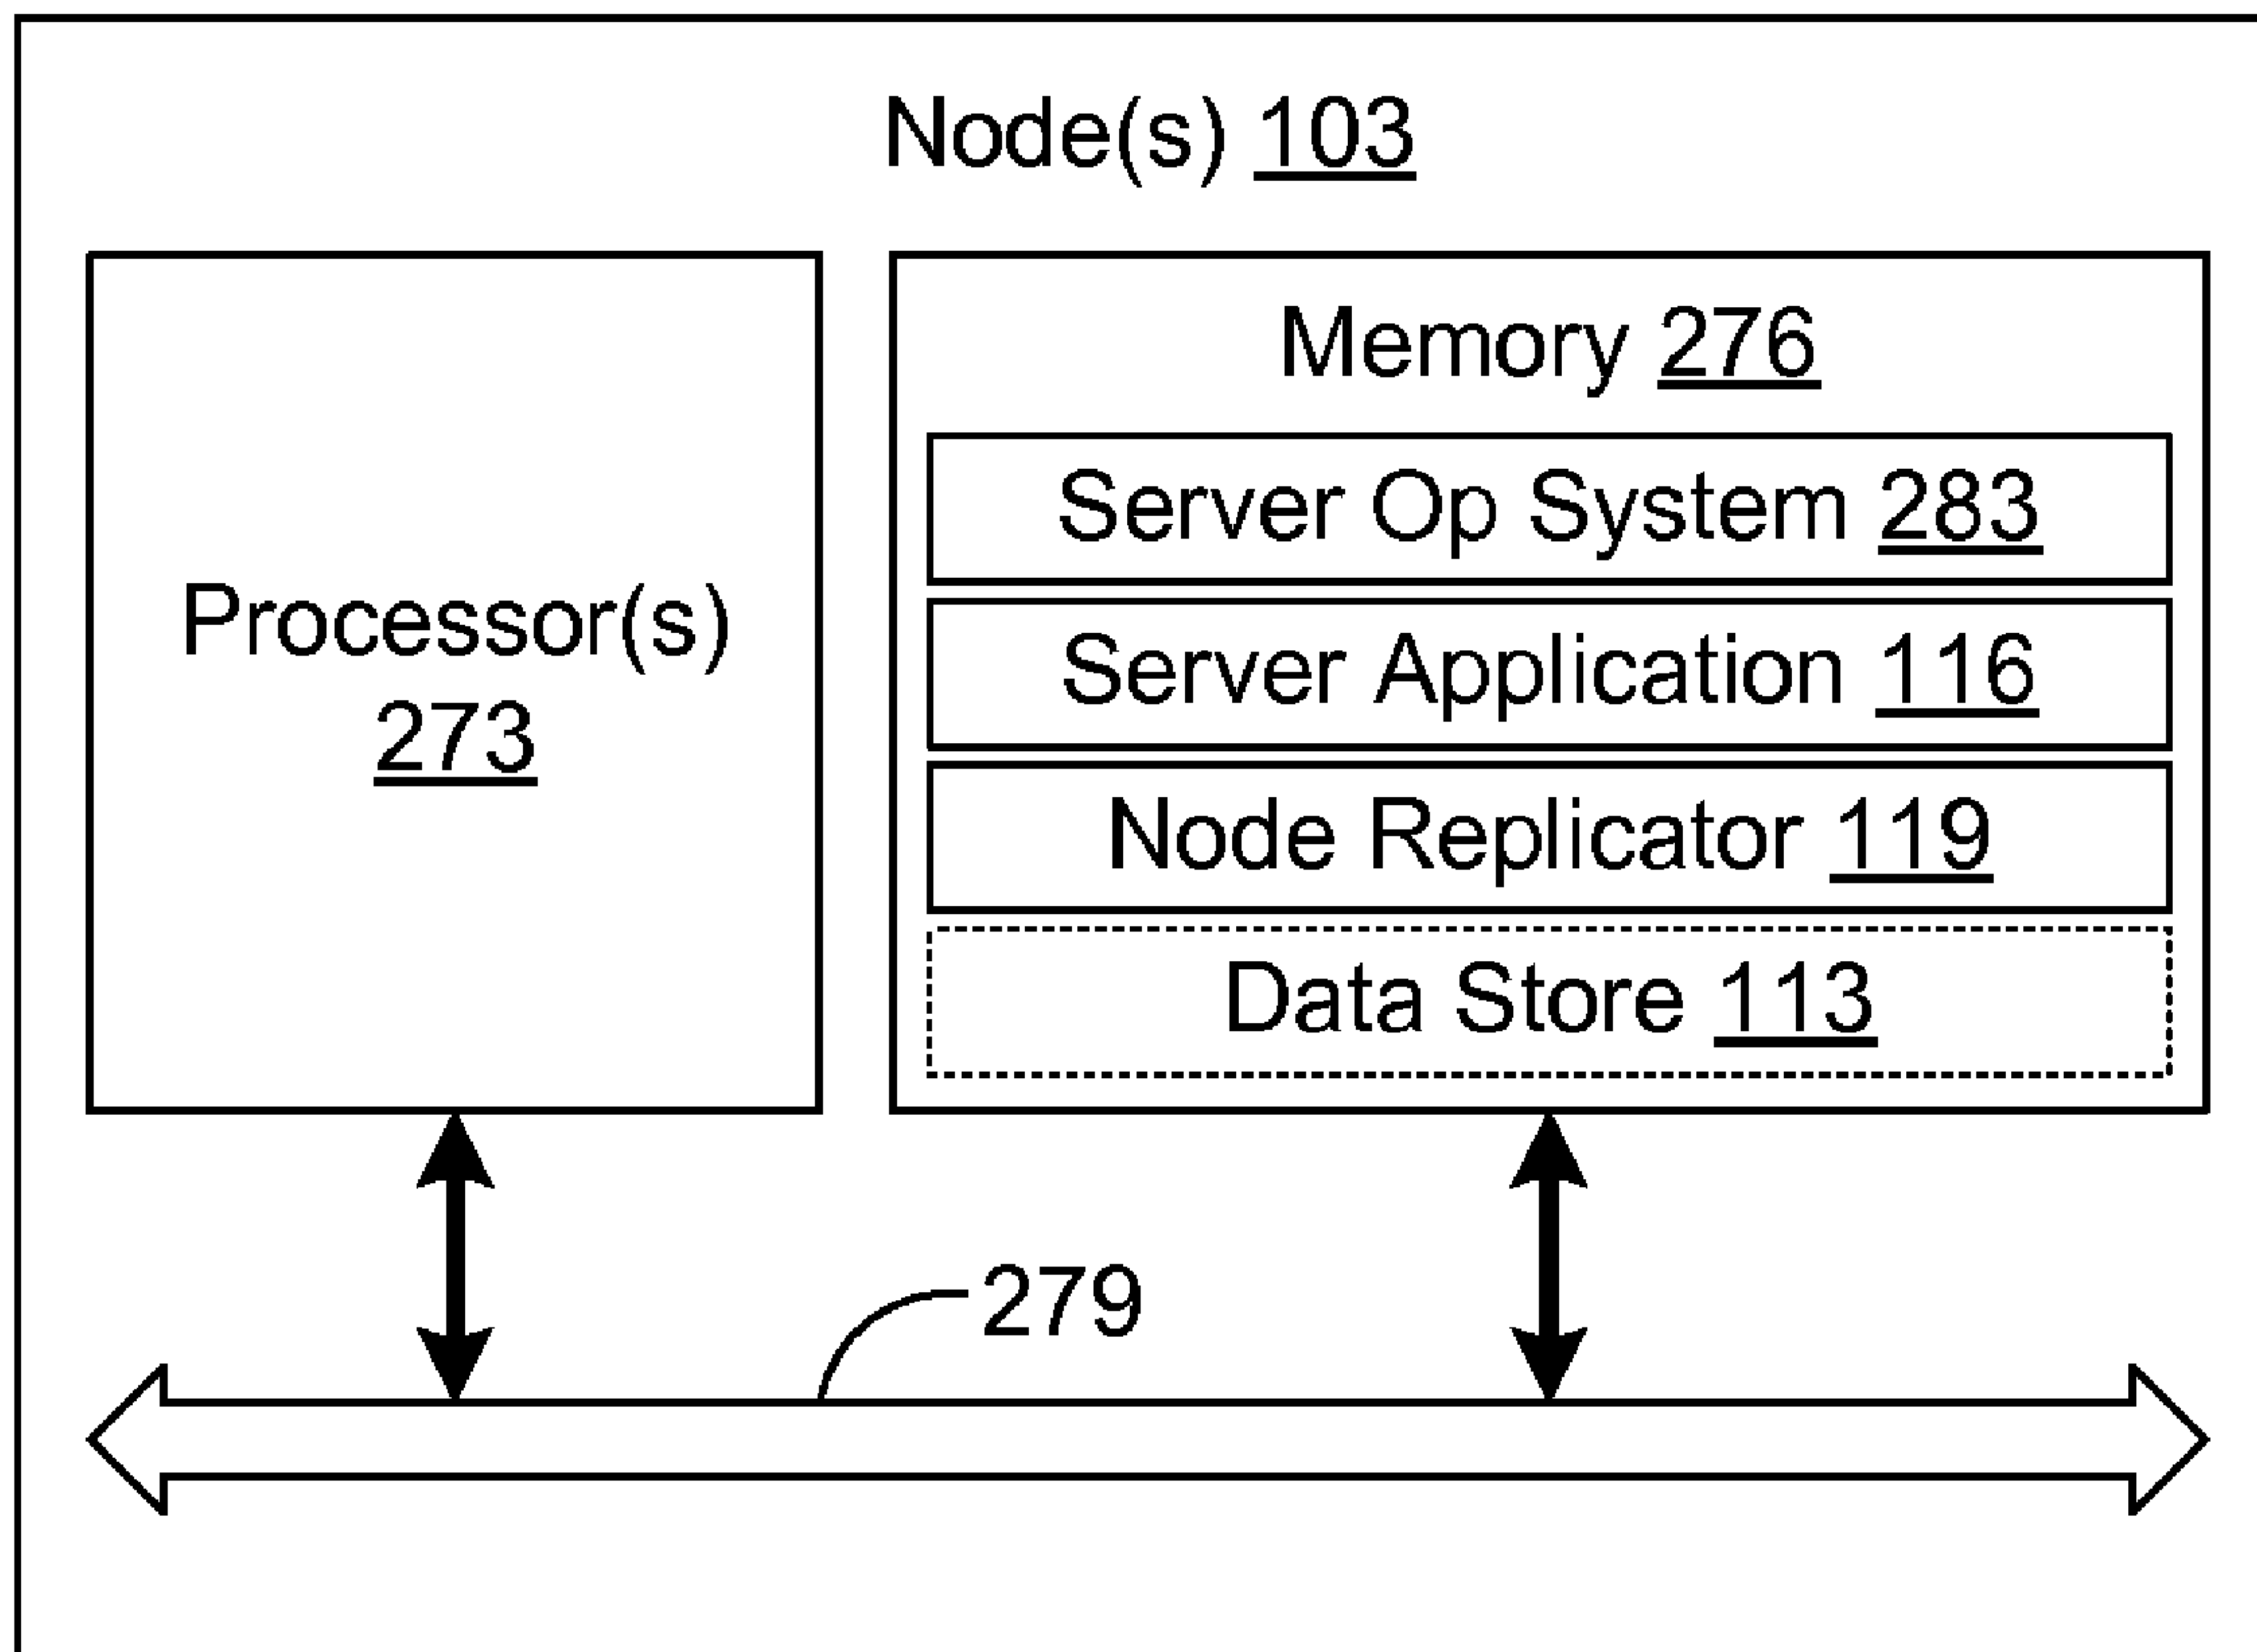 Node(s) 103
Processor(s)
273
Memory 276
Server Op System 283
Server Application 116
Node Replicator 119
Data Store 113
279